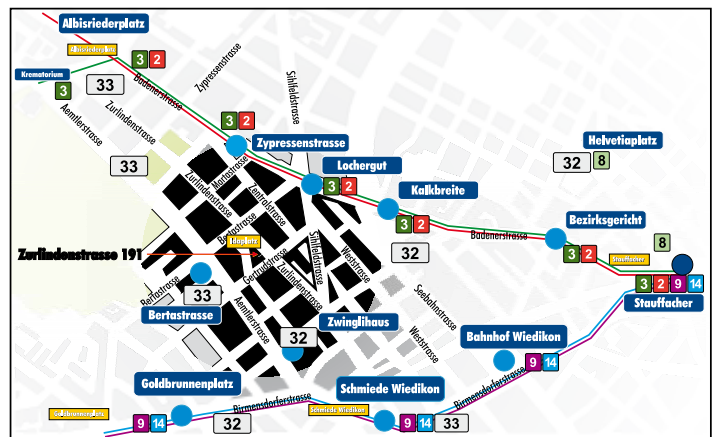 Albisriederplatz
Albisriederplatz
3 2
Krematorium
3
33
Badenerstrasse
Zypressenstrasse
Sihlfeldstrasse
Aemtlerstrasse
Zurlindenstrasse
3 2
Zypressenstrasse
Helvetiaplatz
32 8
33
Lochergut
3 2
Kalkbreite
3 2
Martastrasse
Zurlindenstrasse
Zentralstrasse
Bertastrasse
Idaplatz
Sihlfeldstrasse
Bezirksgericht
Badenerstrasse
3 2
8
Stauffacher
3 2 9 14
Stauffacher
32
Zurlindenstrasse 191
Gertrudstrasse
Zurlindenstrasse
Weststrasse
Bertastrasse
33
Bertastrasse
Aemtlerstrasse
Seebahnstrasse
Zwinglihaus
32
Weststrasse
Bahnhof Wiedikon
9 14
Goldbrunnenplatz
Birmensdorferstrasse
Schmiede Wiedikon
Birmensdorferstrasse
Goldbrunnenplatz
9 14
32
Schmiede Wiedikon
9 14
33